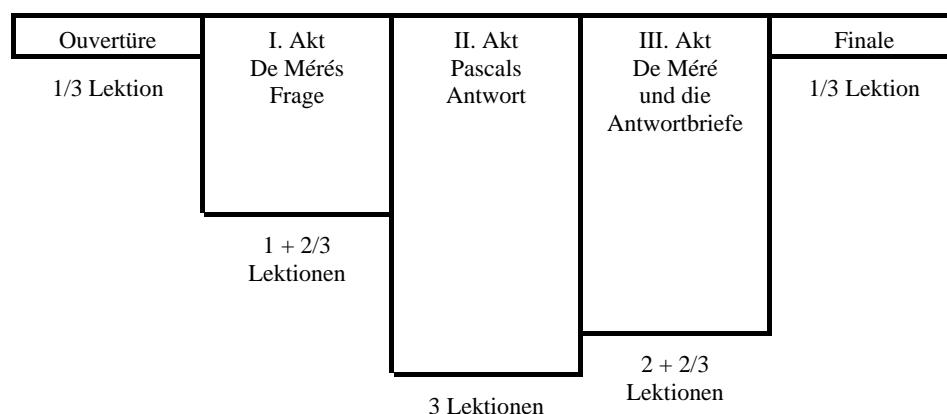 Ouvertüre
1/3 Lektion
I. Akt
De Mérés
Frage
1 + 2/3
Lektionen
II. Akt
Pascals
Antwort
3 Lektionen
III. Akt
De Méré
und die
Antwortbriefe
2 + 2/3
Lektionen
Finale
1/3 Lektion